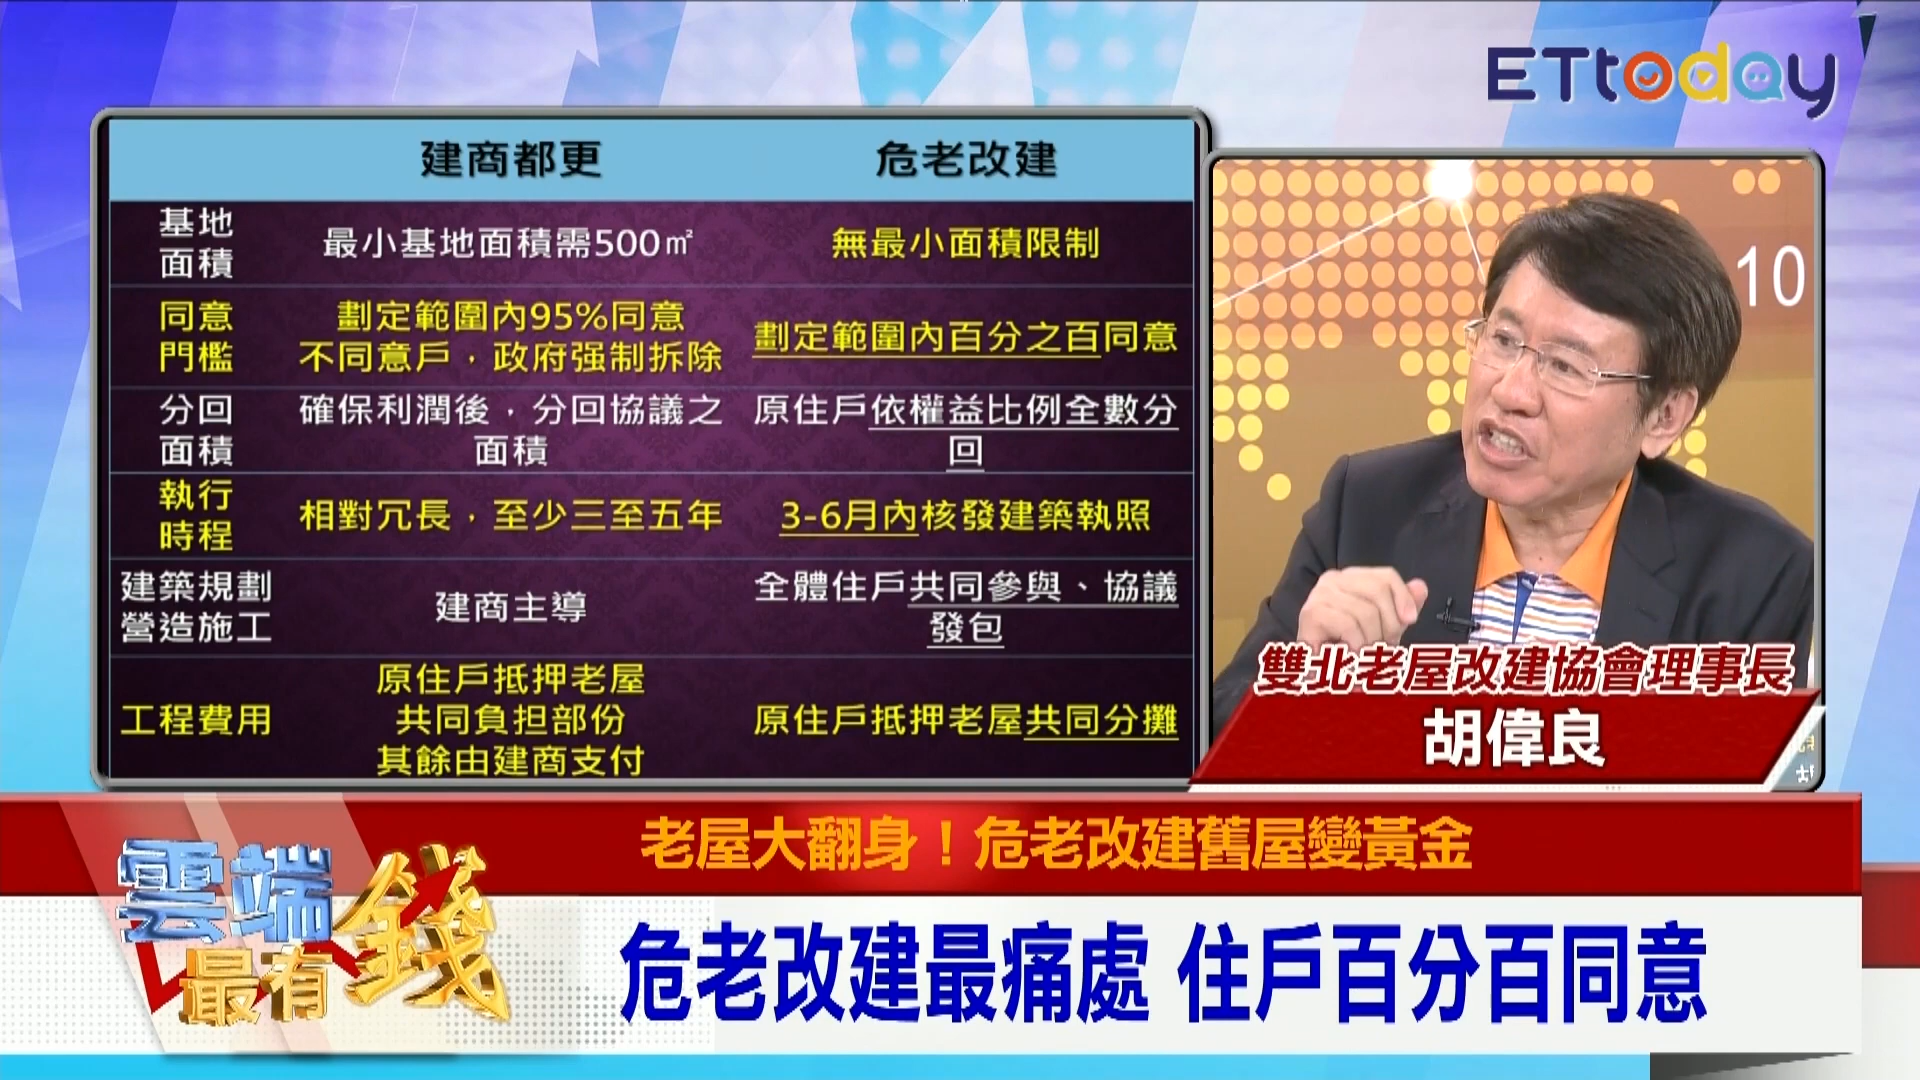 ETtoday
建商都更
危老改建
基地
面積
最小基地面積需500㎡
無最小面積限制
同意
門檻
劃定範圍內95%同意
不同意戶，政府强制拆除
劃定範圍內百分之百同意
分回
面積
確保利潤後，分回協議之
面積
原住戶依權益比例全數分
回
執行
時程
相對冗長，至少三至五年
3-6月內核發建築執照
建築規劃
營造施工
建商主導
全體住戶共同參與、協議
發包
工程費用
原住戶抵押老屋
共同負担部份
其餘由建商支付
原住戶抵押老屋共同分攤
10
雙北老屋改建協會理事長
胡偉良
雲端
最有錢
老屋大翻身！危老改建舊屋變黃金
危老改建最痛處 住戶百分百同意